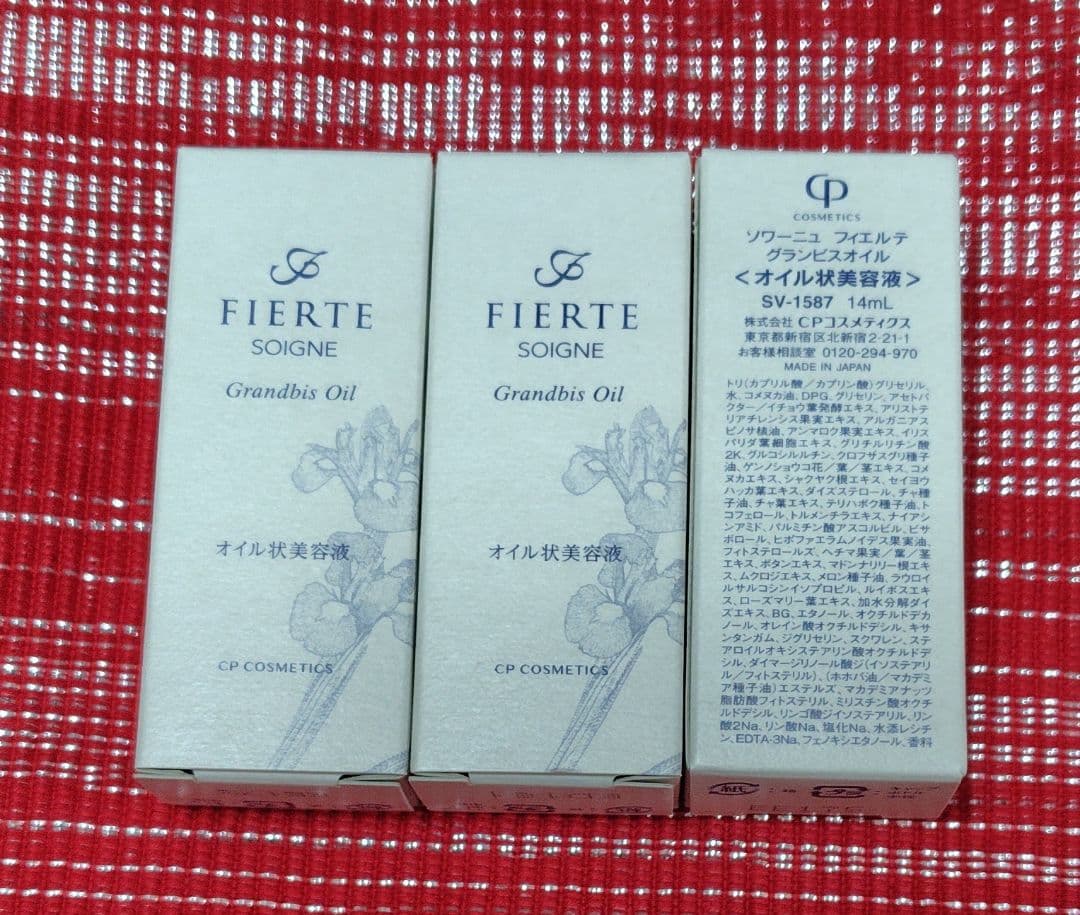 FIERTE
SOIGNE
Grandbis Oil
オイル状美容液
CP COSMETICS
FIERTE
SOIGNE
Grandbis Oil
オイル状美容液
CP COSMETICS
CP
COSMETICS
ソワーニュ フィエルテ
グランビスオイル
<オイル状美容液>
SV-1587 14mL
株式会社 CPコスメティクス
東京都新宿区北新宿2-21-1
お客様相談室 0120-294-970
MADE IN JAPAN
トリ(カプリル酸/カプリン酸)グリセリル、
水、コメヌカ油、DPG、グリセリン、アセトバ
クター/イチョウ葉発酵エキス、アリストテ
リアチレンシス果実エキス、アルガニアス
ピノサ核油、アンマロク果実エキス、イリス
パリダ葉細胞エキス、グリチルリチン酸
2K、グルコシルルチン、クロフサスグリ種子
油、ゲンノショウコ花/葉/茎エキス、コメ
ヌカエキス、シャクヤク根エキス、セイヨウ
ハッカ葉エキス、ダイズステロール、チャ種
子油、チャ葉エキス、テリハボク種子油、ト
コフェロール、トルメンチラエキス、ナイアシ
ンアミド、パルミチン酸アスコルビル、ビサ
ボロール、ヒポファエラムノイデス果実油、
フィトステロールズ、ヘチマ果実/葉/茎
エキス、ボタンエキス、マドンナリリー根エキ
ス、ムクロジエキス、メロン種子油、ラウロイ
ルサルコシンイソプロピル、ルイボスエキ
ス、ローズマリー葉エキス、加水分解ダイ
ズエキス、BG、エタノール、オクチルドデカ
ノール、オレイン酸オクチルドデシル、キサ
ンタンガム、ジグリセリン、スクワレン、ステ
アロイルオキシステアリン酸オクチルドデ
シル、ダイマージリノール酸ジ(イソステアリ
ル/フィトステリル)、(ホホバ油/マカデミ
ア種子油)エステルズ、マカデミアナッツ
脂肪酸フィトステリル、ミリスチン酸オクチ
ルドデシル、リンゴ酸ジイソステアリル、リン
酸2Na、リン酸Na、塩化Na、水添レシチ
ン、EDTA-3Na、フェノキシエタノール、香料
紙